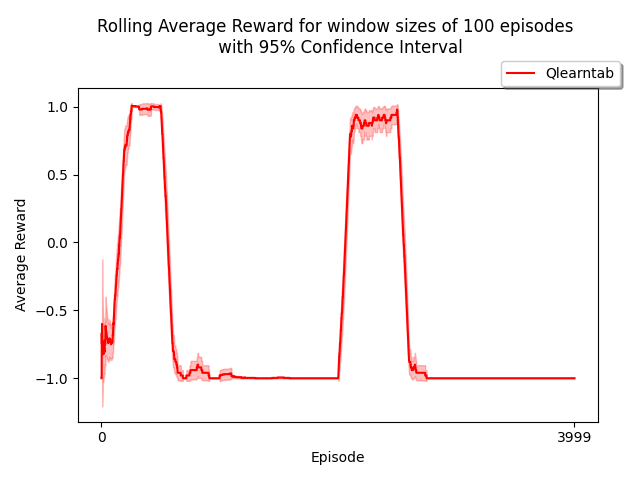 Rolling Average Reward for window sizes of 100 episodes
with 95% Confidence Interval
Qlearntab
1.0
0.5
0.0
−0.5
−1.0
Average Reward
0
3999
Episode